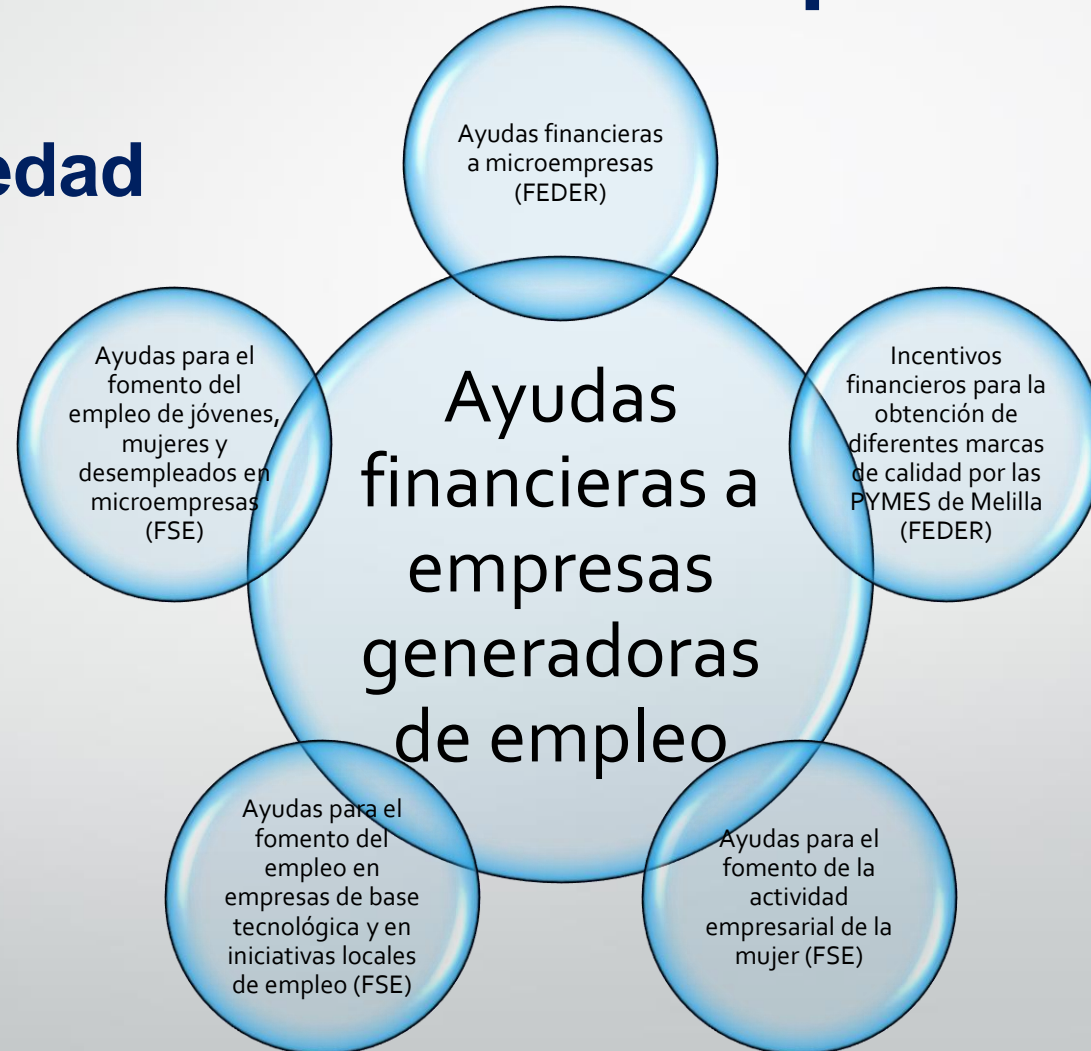 edad
Ayudas financieras
a microempresas
(FEDER)
Incentivos
financieros para la
obtención de
diferentes marcas
de calidad por las
PYMES de Melilla
(FEDER)
Ayudas para el
fomento de la
actividad
empresarial de la
mujer (FSE)
Ayudas para el
fomento del
empleo en
empresas de base
tecnológica y en
iniciativas locales
de empleo (FSE)
Ayudas para el
fomento del
empleo de jóvenes,
mujeres y
desempleados en
microempresas
(FSE)
Ayudas
financieras a
empresas
generadoras
de empleo